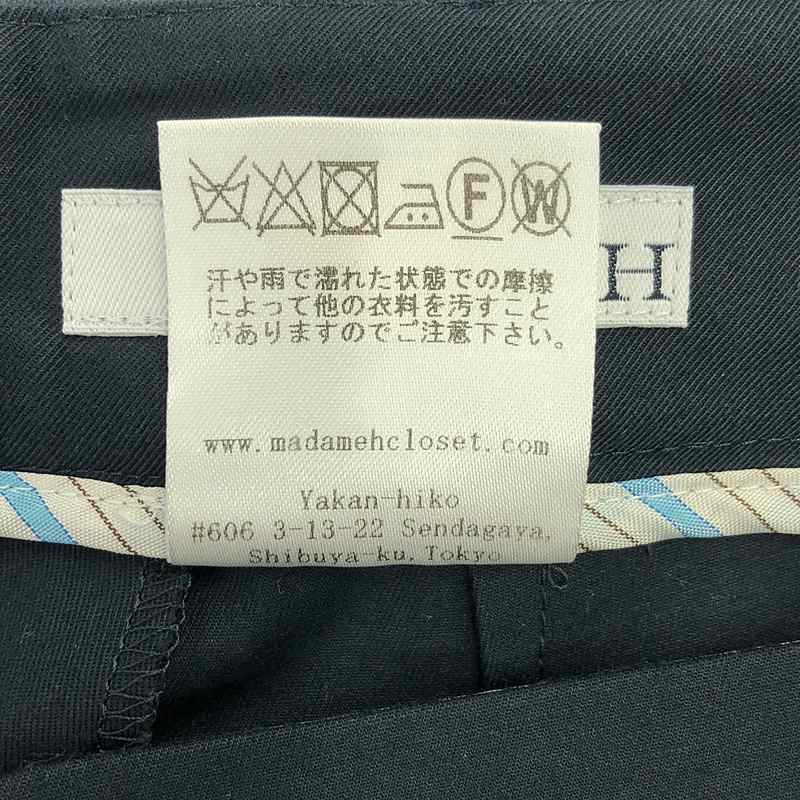 F W
H
汗や雨で濡れた状態での摩擦
によって他の衣料を汚すこと
がありますのでご注意下さい。
www.madamehcloset.com
Yakan-hiko
#606 3-13-22 Sendagaya,
Shibuya-ku,Tokyo